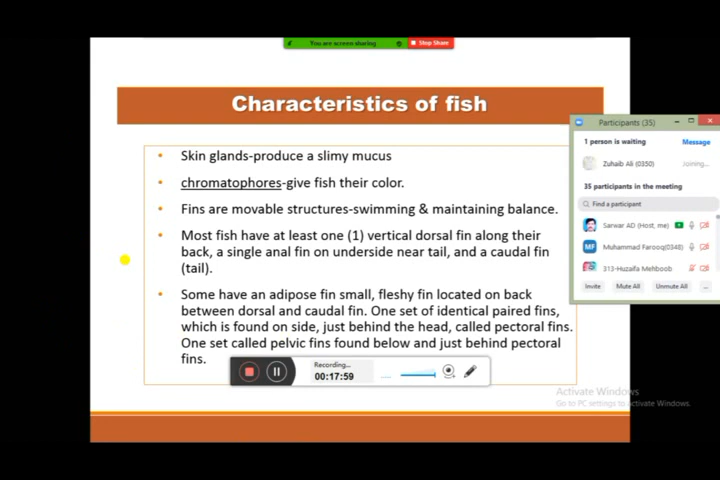 You are screen sharing
Stop Share
Characteristics of fish
• Skin glands-produce a slimy mucus
• chromatophores-give fish their color.
• Fins are movable structures-swimming & maintaining balance.
• Most fish have at least one (1) vertical dorsal fin along their
back, a single anal fin on underside near tail, and a caudal fin
(tail).
• Some have an adipose fin small, fleshy fin located on back
between dorsal and caudal fin. One set of identical paired fins,
which is found on side, just behind the head, called pectoral fins.
One set called pelvic fins found below and just behind pectoral
fins.
Participants (35)
1 person is waiting
Message
Zuhaib Ali (0350)
Joining...
35 participants in the meeting
Find a participant
Sarwar AD (Host, me)
MF
Muhammad Farooq(0348)
313-Huzaifa Mehboob
Invite
Mute All
Unmute All
...
Recording...
00:17:59
Activate Windows
Go to PC settings to activate Windows.